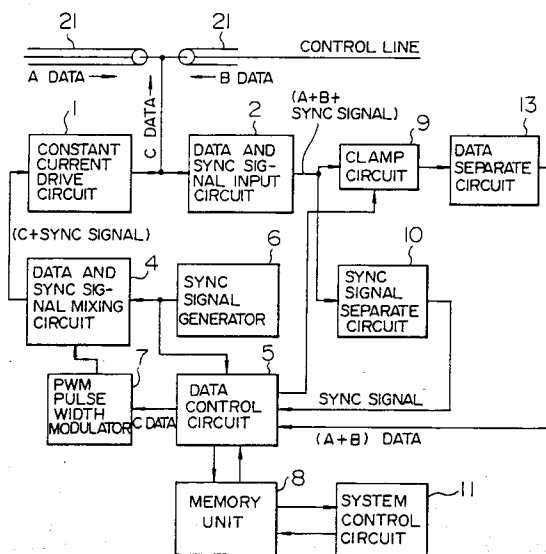 21
21
CONTROL LINE
A DATA
B DATA
C DATA
(A+B+
SYNC SIGNAL)
1
CONSTANT
CURRENT
DRIVE
CIRCUIT
2
DATA AND
SYNC SIG-
NAL INPUT
CIRCUIT
9
CLAMP
CIRCUIT
13
DATA
SEPARATE
CIRCUIT
(C+SYNC SIGNAL)
4
DATA AND
SYNC SIG-
NAL MIXING
CIRCUIT
6
SYNC
SIGNAL
GENERATOR
10
SYNC SIGNAL
SEPARATE
CIRCUIT
7
PWM
PULSE
WIDTH
MODULATOR
C DATA
5
DATA
CONTROL
CIRCUIT
SYNC SIGNAL
(A+B) DATA
8
MEMORY
UNIT
11
SYSTEM
CONTROL
CIRCUIT